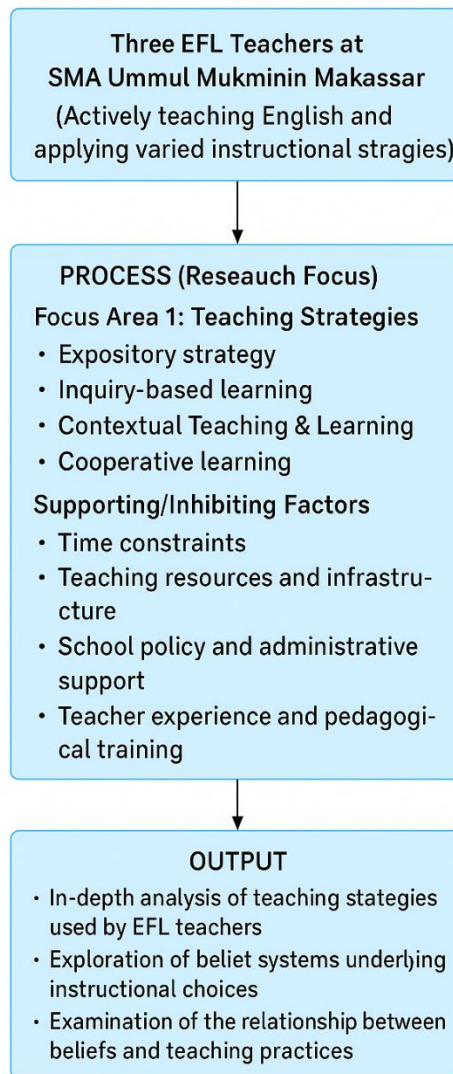 Three EFL Teachers at
SMA Ummul Mukminin Makassar
(Actively teaching English and
applying varied instructional stragies)
PROCESS (Reseauch Focus)
Focus Area 1: Teaching Strategies
• Expository strategy
• Inquiry-based learning
• Contextual Teaching & Learning
• Cooperative learning
Supporting/Inhibiting Factors
• Time constraints
• Teaching resources and infrastru-
cture
• School policy and administrative
support
• Teacher experience and pedagogi-
cal training
OUTPUT
• In-depth analysis of teaching stategies
used by EFL teachers
• Exploration of beliet systems underlying
instructional choices
• Examination of the relationship between
beliefs and teaching practices